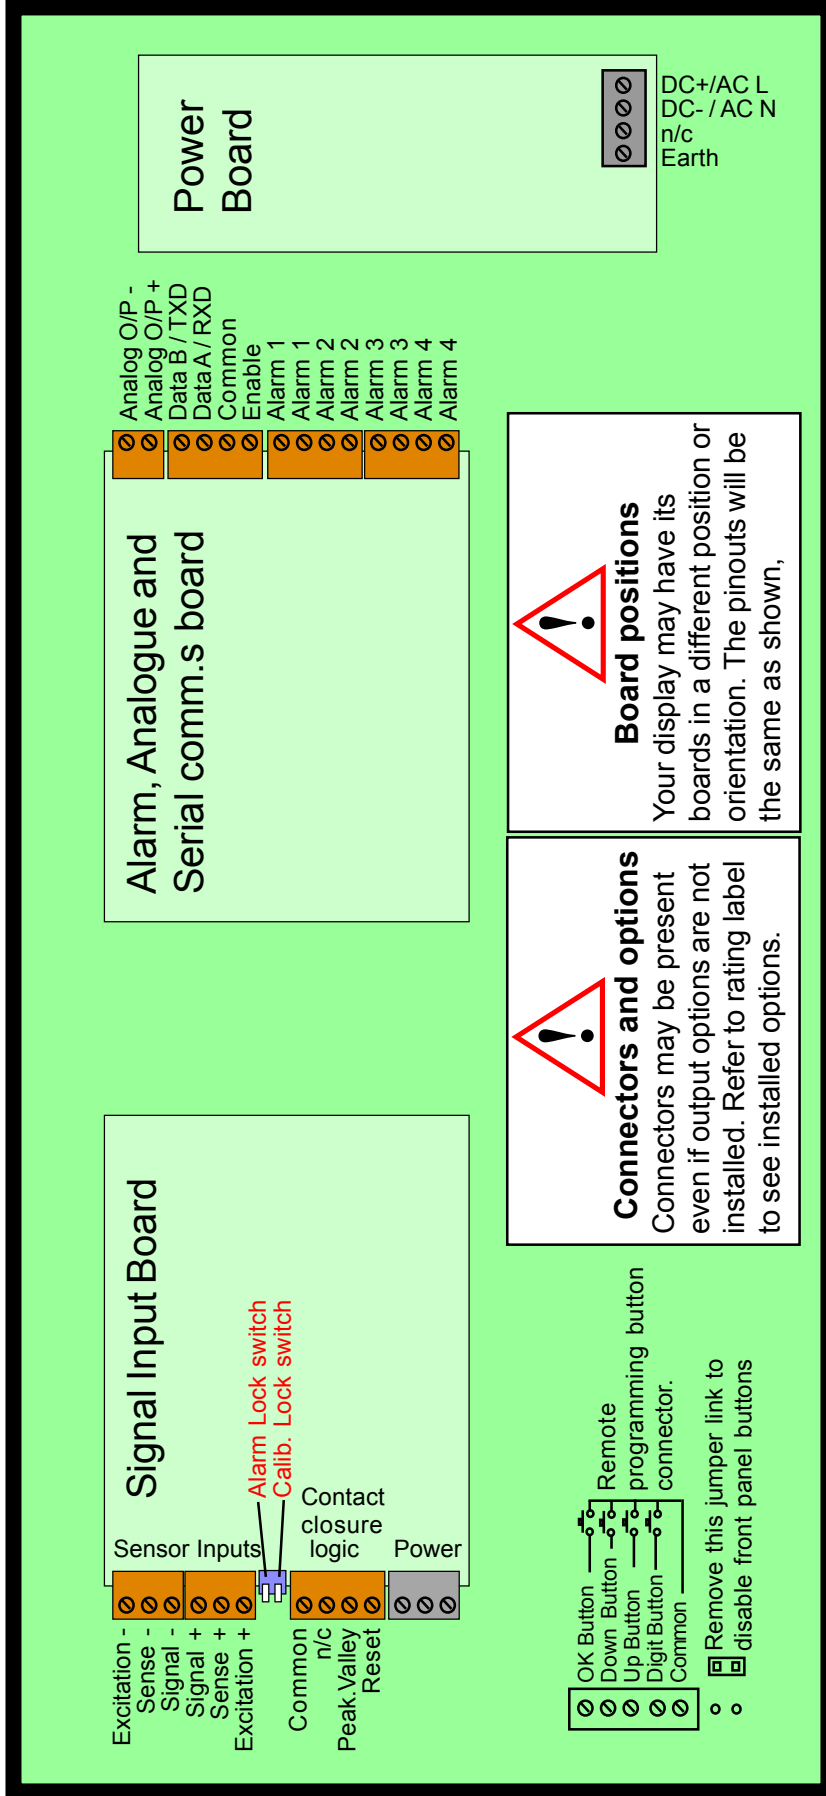 Power
Board
DC+/AC L
DC- / AC N
n/c
Earth
Analog O/P -
Analog O/P +
Data B / TXD
Data A / RXD
Common
Enable
Alarm 1
Alarm 1
Alarm 2
Alarm 2
Alarm 3
Alarm 3
Alarm 4
Alarm 4
Alarm, Analogue and
Serial comm.s board
Signal Input Board
Alarm Lock switch
Calib. Lock switch
Sensor Inputs
Contact
closure
logic
Power
Excitation -
Sense -
Signal -
Signal +
Sense +
Excitation +
Common
n/c
Peak.Valley
Reset
Board positions
Your display may have its
boards in a different position or
orientation. The pinouts will be
the same as shown,
Connectors and options
Connectors may be present
even if output options are not
installed. Refer to rating label
to see installed options.
OK Button
Down Button
Up Button
Digit Button
Common
Remote
programming button
connector.
Remove this jumper link to
disable front panel buttons